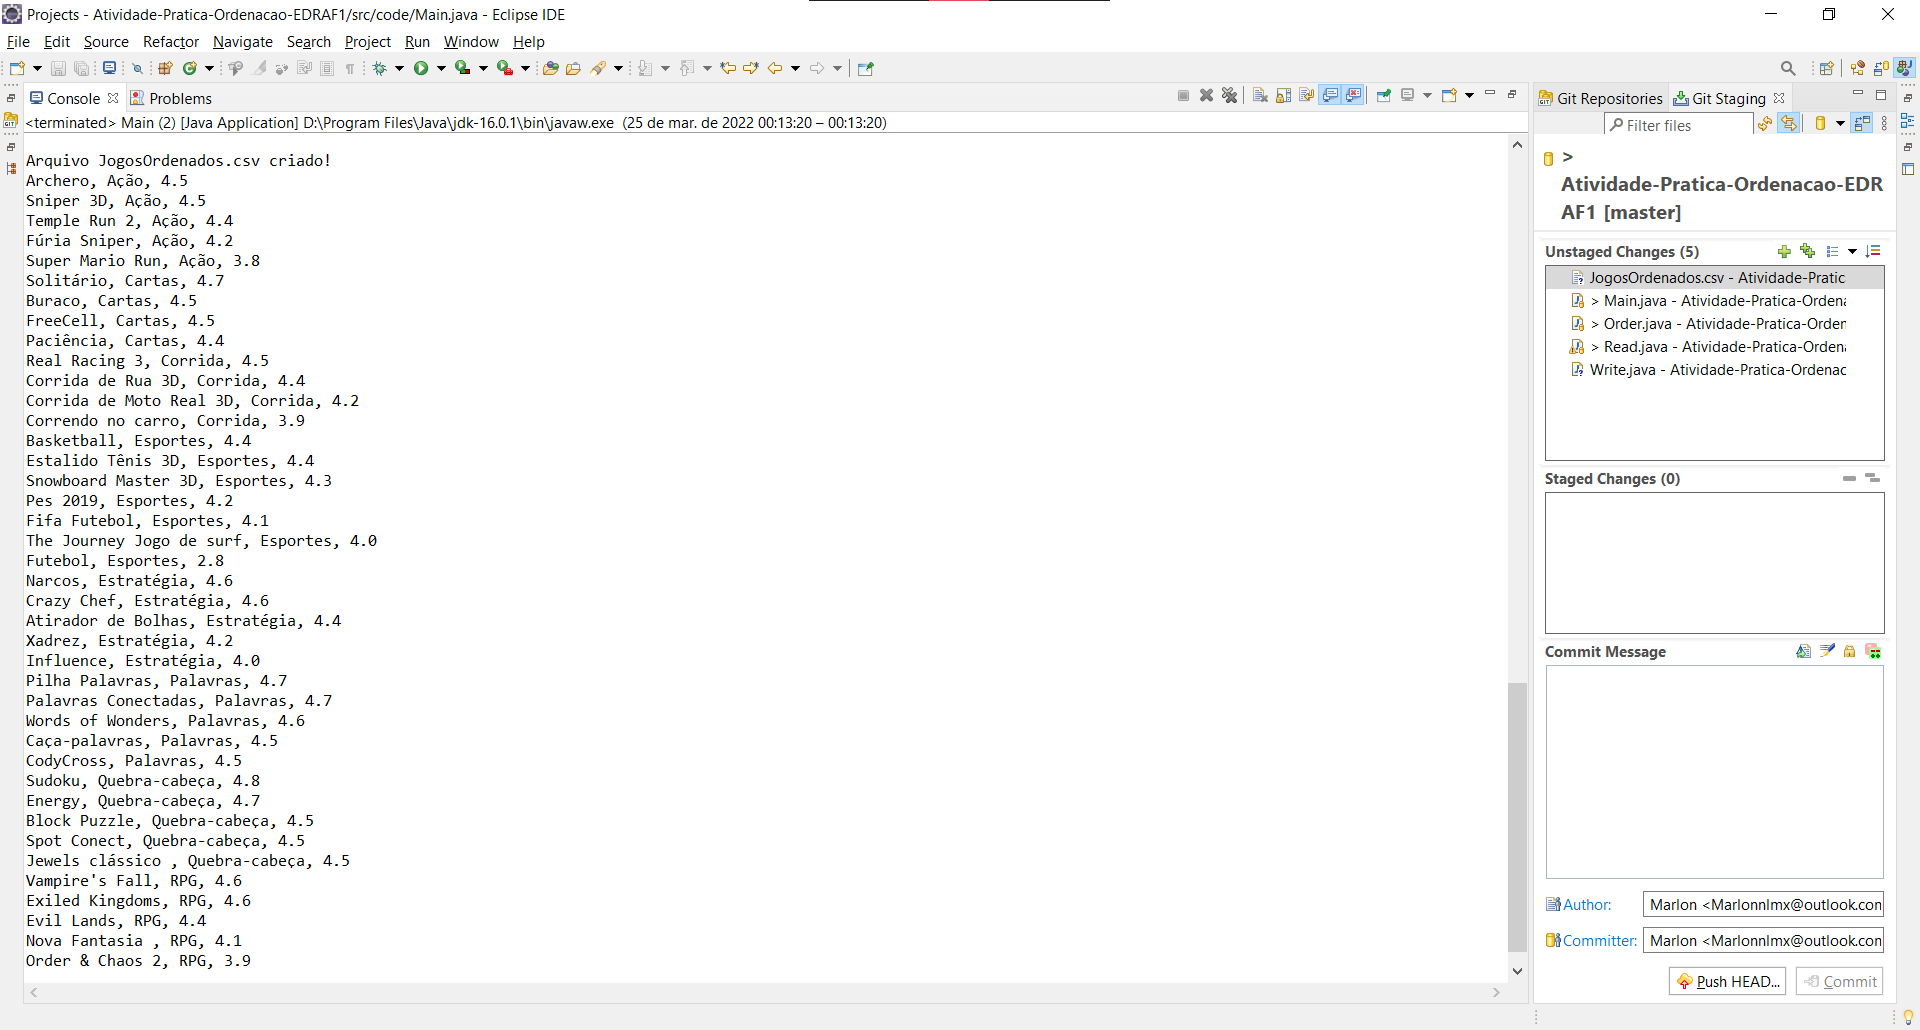 Projects - Atividade-Pratica-Ordenacao-EDRAF1/src/code/Main.java - Eclipse IDE
File Edit Source Refactor Navigate Search Project Run Window Help
Console Problems
<terminated> Main (2) [Java Application] D:\Program Files\Java\jdk-16.0.1\bin\javaw.exe (25 de mar. de 2022 00:13:20 – 00:13:20)
Arquivo JogosOrdenados.csv criado!
Archero, Ação, 4.5
Sniper 3D, Ação, 4.5
Temple Run 2, Ação, 4.4
Fúria Sniper, Ação, 4.2
Super Mario Run, Ação, 3.8
Solitário, Cartas, 4.7
Buraco, Cartas, 4.5
FreeCell, Cartas, 4.5
Paciência, Cartas, 4.4
Real Racing 3, Corrida, 4.5
Corrida de Rua 3D, Corrida, 4.4
Corrida de Moto Real 3D, Corrida, 4.2
Correndo no carro, Corrida, 3.9
Basketball, Esportes, 4.4
Estalido Tênis 3D, Esportes, 4.4
Snowboard Master 3D, Esportes, 4.3
Pes 2019, Esportes, 4.2
Fifa Futebol, Esportes, 4.1
The Journey Jogo de surf, Esportes, 4.0
Futebol, Esportes, 2.8
Narcos, Estratégia, 4.6
Crazy Chef, Estratégia, 4.6
Atirador de Bolhas, Estratégia, 4.4
Xadrez, Estratégia, 4.2
Influence, Estratégia, 4.0
Pilha Palavras, Palavras, 4.7
Palavras Conectadas, Palavras, 4.7
Words of Wonders, Palavras, 4.6
Caça-palavras, Palavras, 4.5
CodyCross, Palavras, 4.5
Sudoku, Quebra-cabeça, 4.8
Energy, Quebra-cabeça, 4.7
Block Puzzle, Quebra-cabeça, 4.5
Spot Conect, Quebra-cabeça, 4.5
Jewels clássico , Quebra-cabeça, 4.5
Vampire's Fall, RPG, 4.6
Exiled Kingdoms, RPG, 4.6
Evil Lands, RPG, 4.4
Nova Fantasia , RPG, 4.1
Order & Chaos 2, RPG, 3.9
Git Repositories Git Staging
Filter files
>
Atividade-Pratica-Ordenacao-EDR
AF1 [master]
Unstaged Changes (5)
JogosOrdenados.csv - Atividade-Pratic
> Main.java - Atividade-Pratica-Ordena
> Order.java - Atividade-Pratica-Orden
> Read.java - Atividade-Pratica-Ordena
Write.java - Atividade-Pratica-Ordenac
Staged Changes (0)
Commit Message
Author: Marlon <Marlonnlmx@outlook.con
Committer: Marlon <Marlonnlmx@outlook.con
Push HEAD... Commit